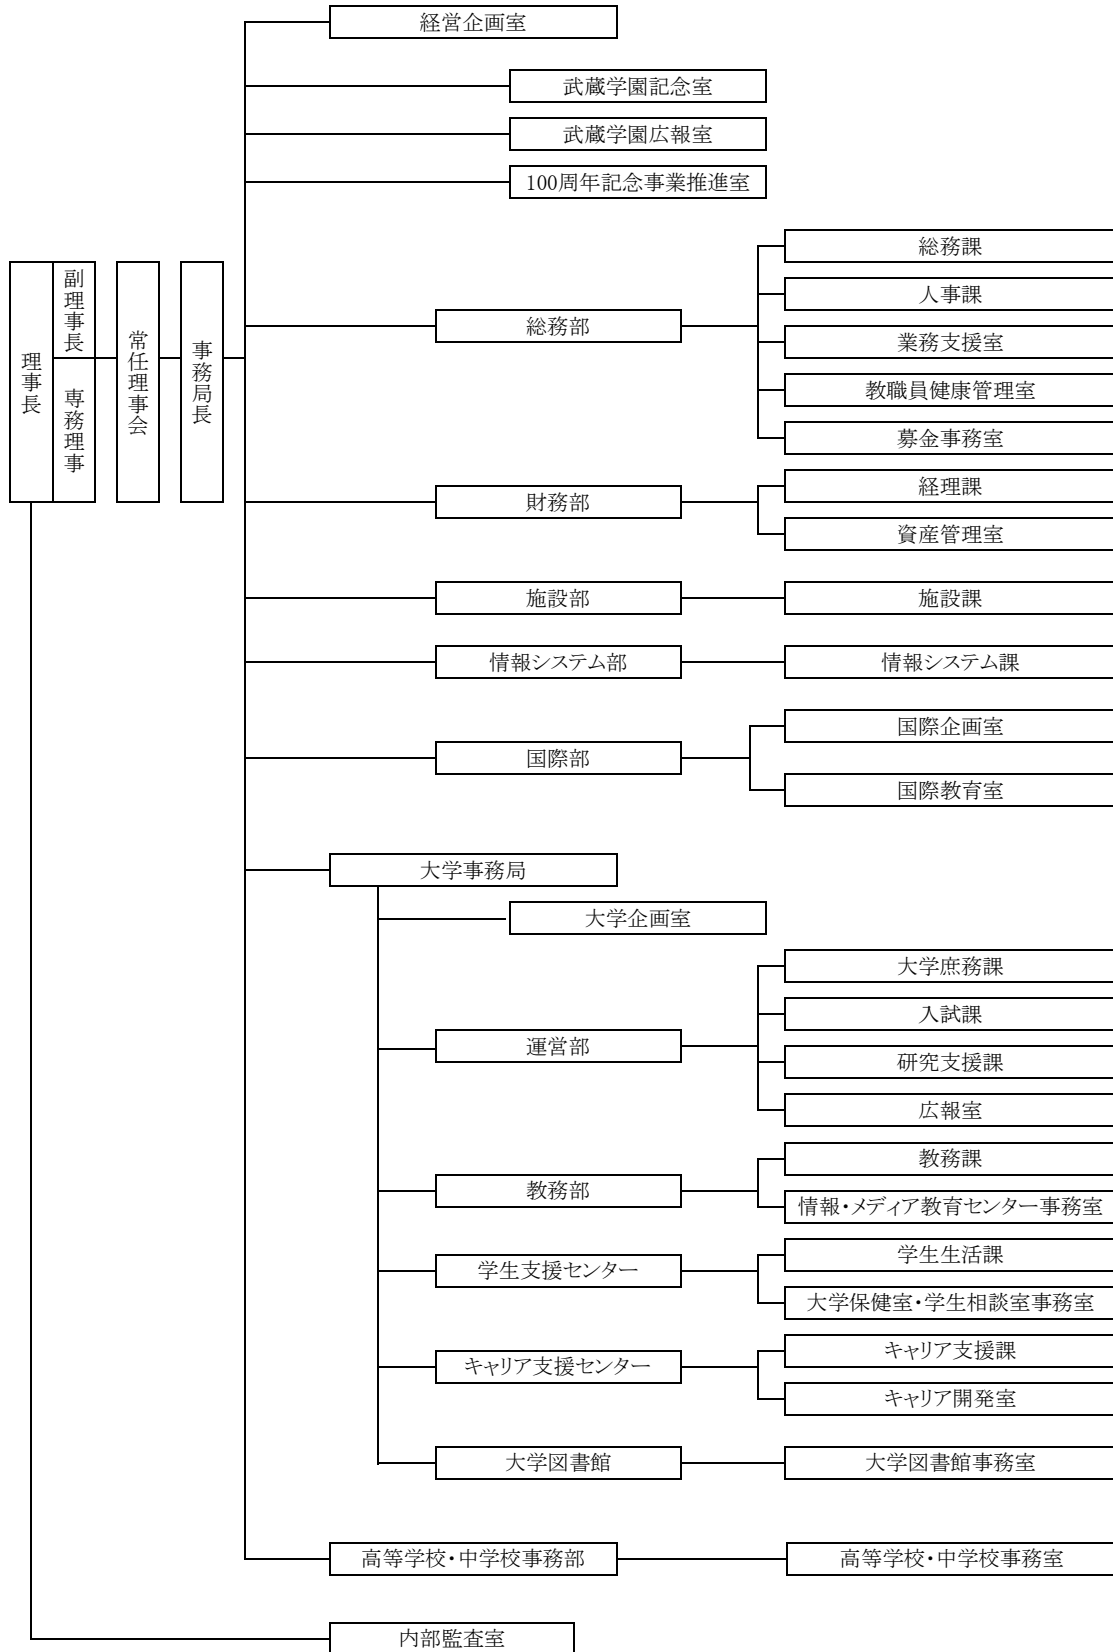 経営企画室
武蔵学園記念室
武蔵学園広報室
100周年記念事業推進室
理事長
副理事長
専務理事
常任理事会
事務局長
総務部
総務課
人事課
業務支援室
教職員健康管理室
募金事務室
財務部
経理課
資産管理室
施設部
施設課
情報システム部
情報システム課
国際部
国際企画室
国際教育室
大学事務局
大学企画室
運営部
大学庶務課
入試課
研究支援課
広報室
教務部
教務課
情報・メディア教育センター事務室
学生支援センター
学生生活課
大学保健室・学生相談室事務室
キャリア支援センター
キャリア支援課
キャリア開発室
大学図書館
大学図書館事務室
高等学校・中学校事務部
高等学校・中学校事務室
内部監査室